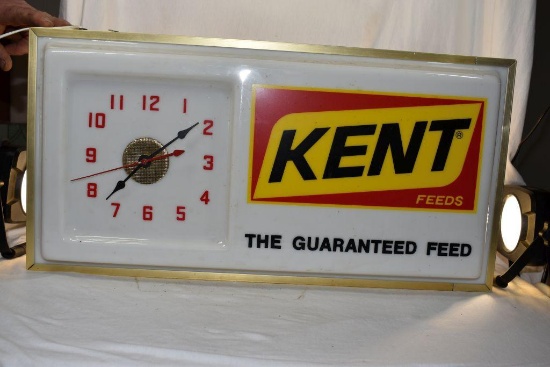 11 12 1
10 2
9 3
8 4
7 6 5
KENT®
FEEDS
THE GUARANTEED FEED